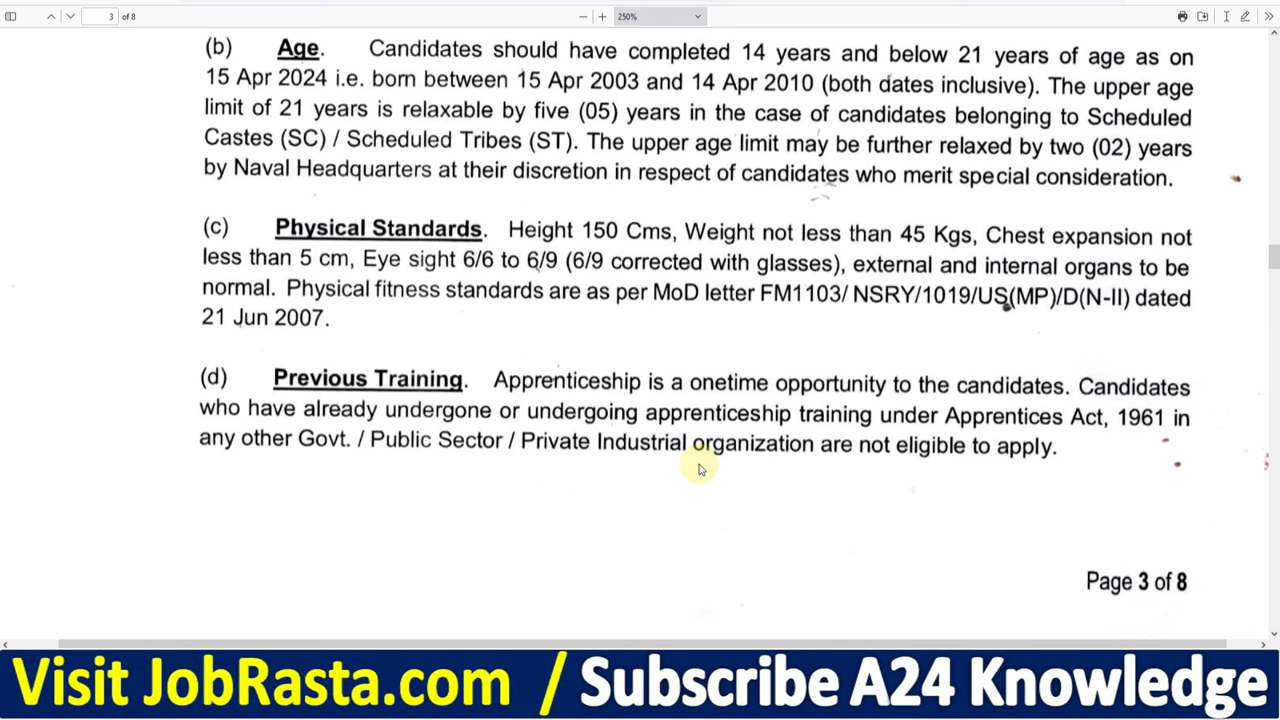 3 of 8
250%
(b) Age. Candidates should have completed 14 years and below 21 years of age as on
15 Apr 2024 i.e. born between 15 Apr 2003 and 14 Apr 2010 (both dates inclusive). The upper age
limit of 21 years is relaxable by five (05) years in the case of candidates belonging to Scheduled
Castes (SC) / Scheduled Tribes (ST). The upper age limit may be further relaxed by two (02) years
by Naval Headquarters at their discretion in respect of candidates who merit special consideration.
(c) Physical Standards. Height 150 Cms, Weight not less than 45 Kgs, Chest expansion not
less than 5 cm, Eye sight 6/6 to 6/9 (6/9 corrected with glasses), external and internal organs to be
normal. Physical fitness standards are as per MoD letter FM1103/ NSRY/1019/US(MP)/D(N-II) dated
21 Jun 2007.
(d) Previous Training. Apprenticeship is a onetime opportunity to the candidates. Candidates
who have already undergone or undergoing apprenticeship training under Apprentices Act, 1961 in
any other Govt. / Public Sector / Private Industrial organization are not eligible to apply.
Page 3 of 8
Visit JobRasta.com / Subscribe A24 Knowledge